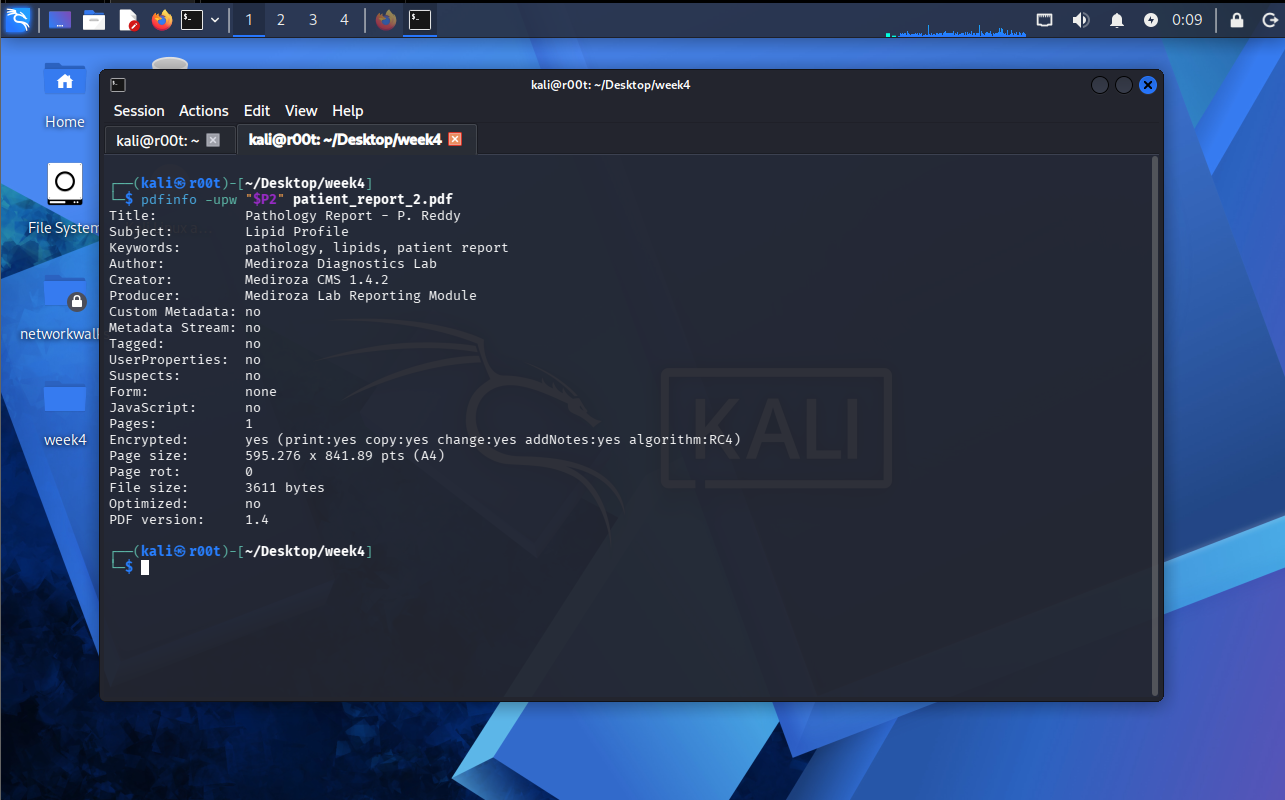 1 2 3 4 0:09
kali@r00t: ~/Desktop/week4
Session Actions Edit View Help
kali@r00t: ~ kali@r00t: ~/Desktop/week4
Home
File System
networkwall
week4
┌──(kali㉿r00t)-[~/Desktop/week4]
└─$ pdfinfo -upw "$P2" patient_report_2.pdf
Title: Pathology Report - P. Reddy
Subject: Lipid Profile
Keywords: pathology, lipids, patient report
Author: Mediroza Diagnostics Lab
Creator: Mediroza CMS 1.4.2
Producer: Mediroza Lab Reporting Module
Custom Metadata: no
Metadata Stream: no
Tagged: no
UserProperties: no
Suspects: no
Form: none
JavaScript: no
Pages: 1
Encrypted: yes (print:yes copy:yes change:yes addNotes:yes algorithm:RC4)
Page size: 595.276 x 841.89 pts (A4)
Page rot: 0
File size: 3611 bytes
Optimized: no
PDF version: 1.4
┌──(kali㉿r00t)-[~/Desktop/week4]
└─$
KALI